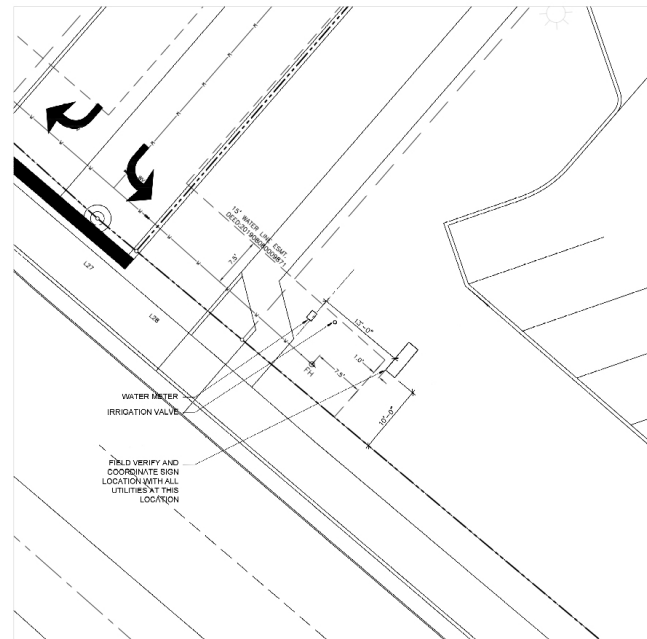 15' WATER LINE ESMT.
7.5'
L27
L28
13'-0"
1.0'
7.5'
FH
10'-0"
WATER METER
IRRIGATION VALVE
FIELD VERIFY AND
COORDINATE SIGN
LOCATION WITH ALL
UTILITIES AT THIS
LOCATION